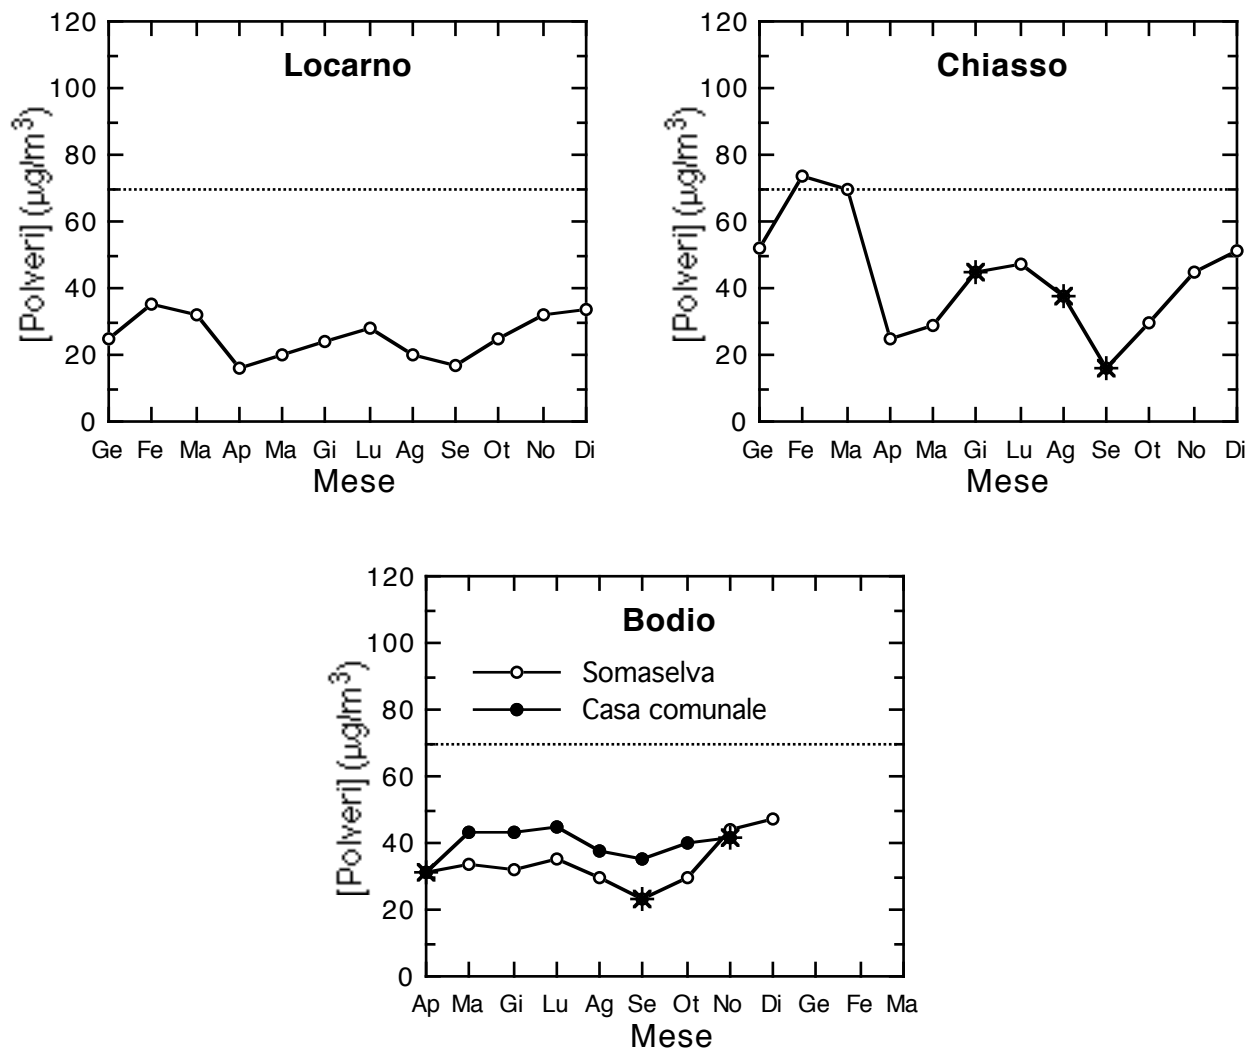 Locarno
[Polveri] (µg/m³)
120
100
80
60
40
20
0
Ge Fe Ma Ap Ma Gi Lu Ag Se Ot No Di
Mese
Chiasso
[Polveri] (µg/m³)
120
100
80
60
40
20
0
Ge Fe Ma Ap Ma Gi Lu Ag Se Ot No Di
Mese
Bodio
Somaselva
Casa comunale
[Polveri] (µg/m³)
120
100
80
60
40
20
0
Ap Ma Gi Lu Ag Se Ot No Di Ge Fe Ma
Mese